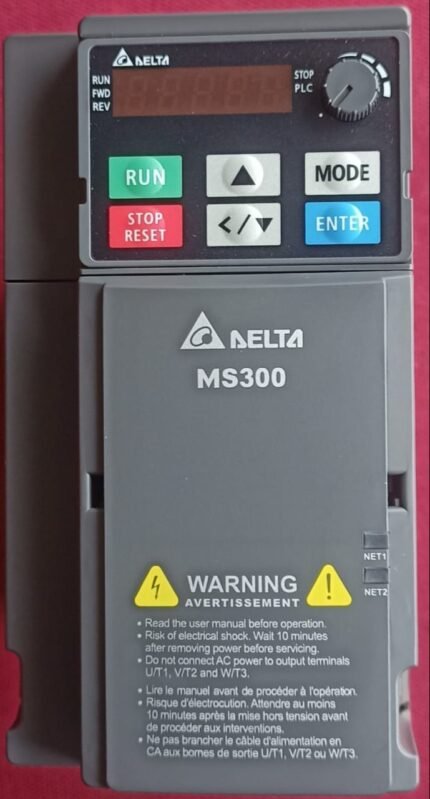 DELTA
RUN
FWD
REV
STOP
PLC
RUN
▲
MODE
STOP
RESET
</▼
ENTER
DELTA
MS300
NET1
NET2
WARNING
AVERTISSEMENT
• Read the user manual before operation.
• Risk of electrical shock. Wait 10 minutes
after removing power before servicing.
• Do not connect AC power to output terminals
U/T1, V/T2 and W/T3.
• Lire le manuel avant de procéder à l'opération.
• Risque d'électrocution. Attendre au moins
10 minutes après la mise hors tension avant
de procéder aux interventions.
• Ne pas brancher le câble d'alimentation en
CA aux bornes de sortie U/T1, V/T2 ou W/T3.